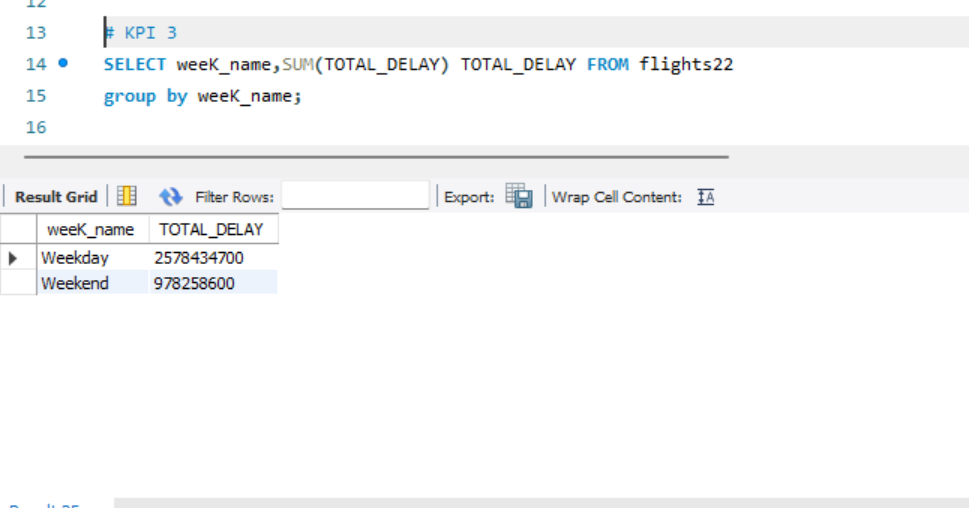 12
13 # KPI 3
14 SELECT weeK_name,SUM(TOTAL_DELAY) TOTAL_DELAY FROM flights22
15 group by weeK_name;
16
Result Grid Filter Rows: Export: Wrap Cell Content: IA
weeK_name TOTAL_DELAY
Weekday 2578434700
Weekend 978258600